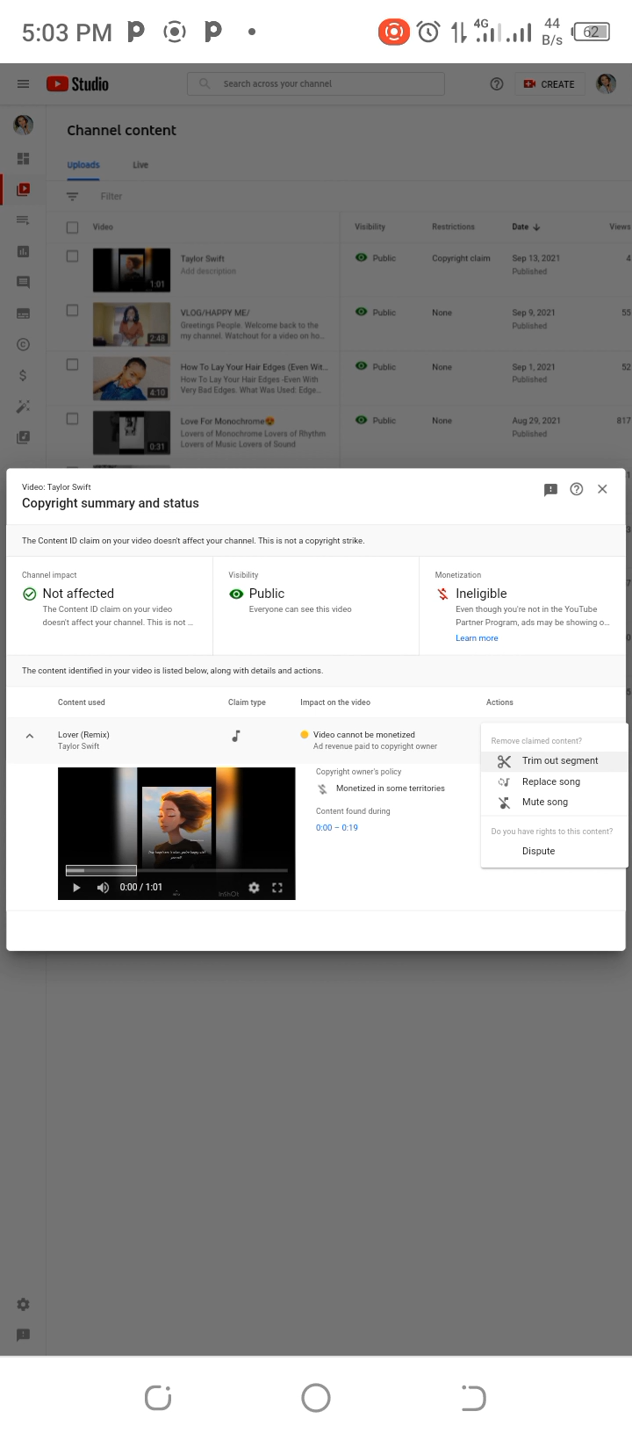 5:03 PM
4G
44
B/s
62
Studio
Search across your channel
CREATE
Channel content
Uploads Live
Filter
Video Visibility Restrictions Date Views
1:01
Taylor Swift
Add description
Public Copyright claim Sep 13, 2021 4
Published
2:48
VLOG/HAPPY ME/
Greetings People. Welcome back to the
my channel. Watchout for a video on ho...
Public None Sep 9, 2021 55
Published
4:10
How To Lay Your Hair Edges (Even Wit...
How To Lay Your Hair Edges -Even With
Very Bad Edges. What Was Used: Edge...
Public None Sep 1, 2021 52
Published
0:31
Love For Monochrome😍
Lovers of Monochrome Lovers of Rhythm
Lovers of Music Lovers of Sound
Public None Aug 29, 2021 817
Published
Video: Taylor Swift
Copyright summary and status
The Content ID claim on your video doesn't affect your channel. This is not a copyright strike.
Channel impact
Not affected
The Content ID claim on your video
doesn't affect your channel. This is not ...
Visibility
Public
Everyone can see this video
Monetization
Ineligible
Even though you're not in the YouTube
Partner Program, ads may be showing o...
Learn more
The content identified in your video is listed below, along with details and actions.
Content used Claim type Impact on the video Actions
Lover (Remix)
Taylor Swift
Video cannot be monetized
Ad revenue paid to copyright owner
Copyright owner's policy
Monetized in some territories
Content found during
0:00 – 0:19
0:00 / 1:01
InShOt
Remove claimed content?
Trim out segment
Replace song
Mute song
Do you have rights to this content?
Dispute